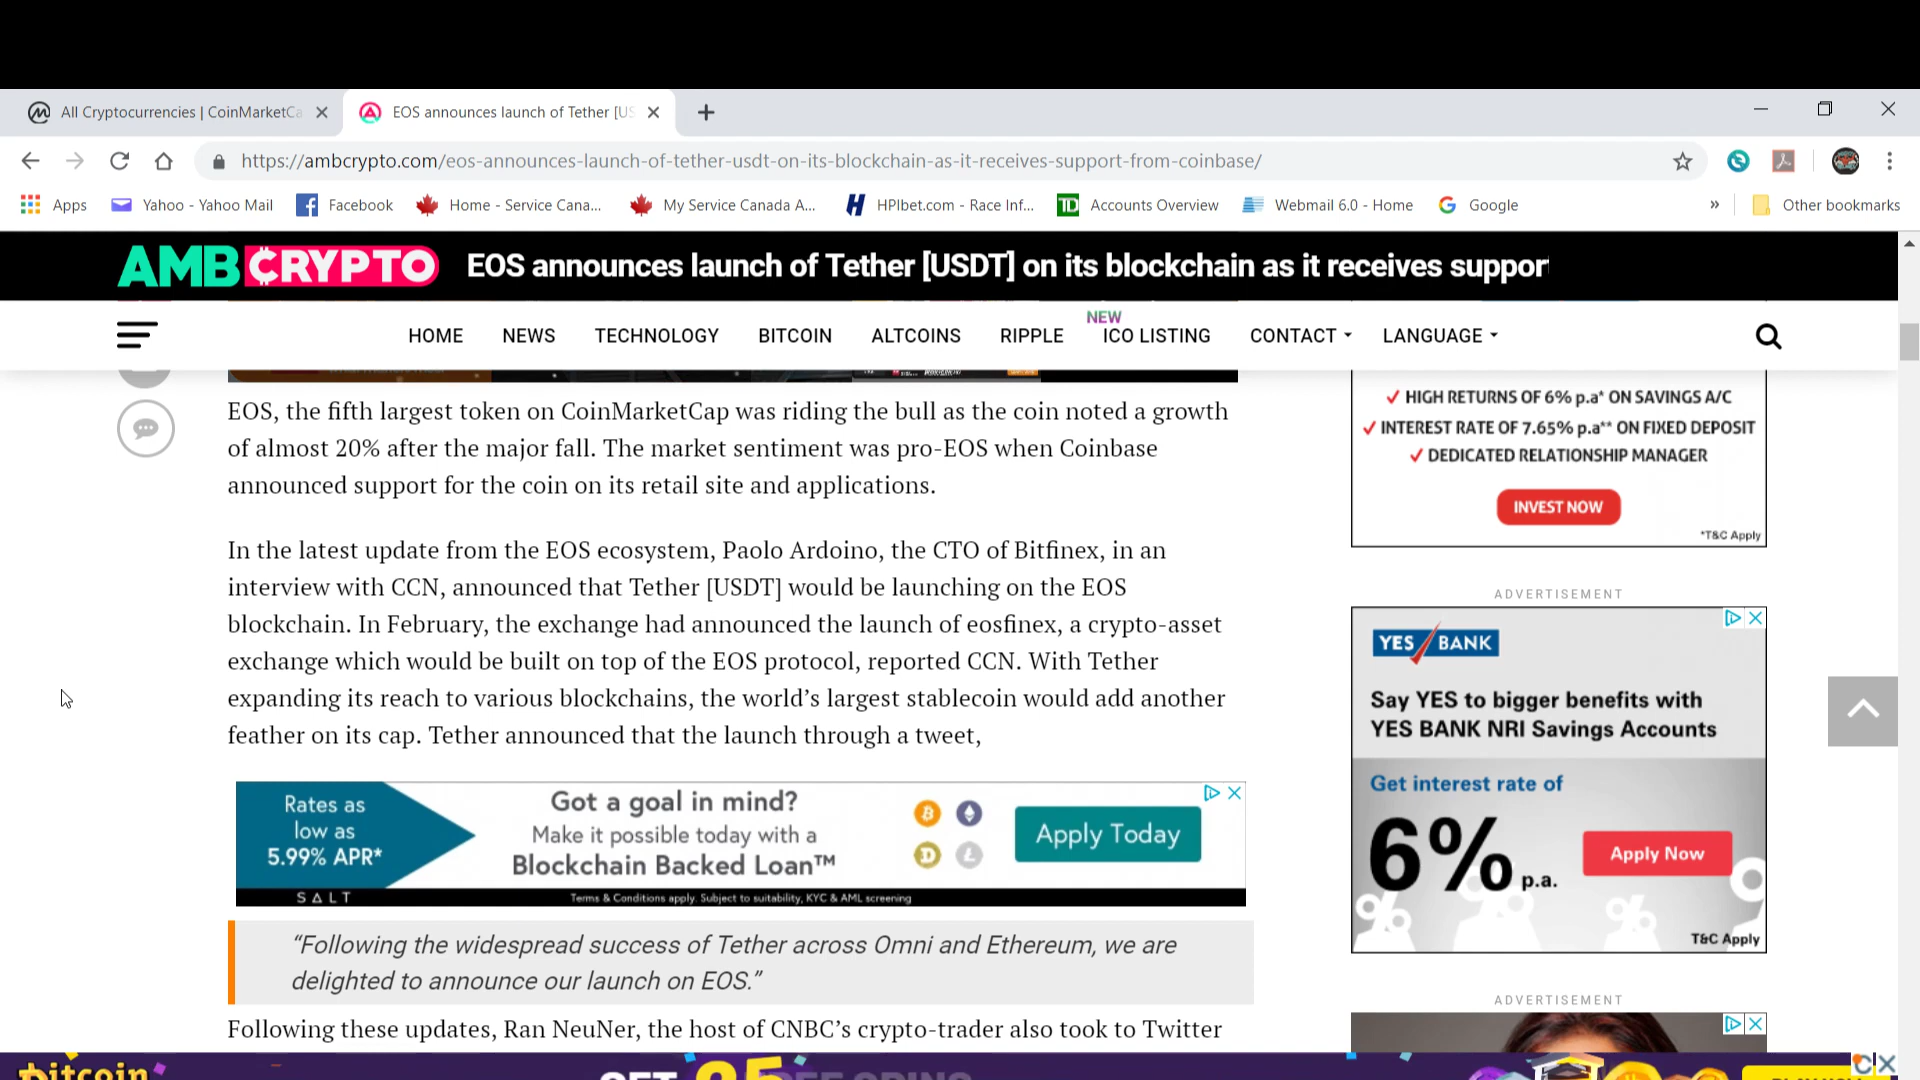 All Cryptocurrencies | CoinMarketCa
EOS announces launch of Tether [US
https://ambcrypto.com/eos-announces-launch-of-tether-usdt-on-its-blockchain-as-it-receives-support-from-coinbase/
Apps
Yahoo - Yahoo Mail
Facebook
Home - Service Cana...
My Service Canada A...
HPIbet.com - Race Inf...
TD
Accounts Overview
Webmail 6.0 - Home
Google
»
Other bookmarks
AMBCRYPTO
EOS announces launch of Tether [USDT] on its blockchain as it receives suppor
HOME
NEWS
TECHNOLOGY
BITCOIN
ALTCOINS
RIPPLE
NEW
ICO LISTING
CONTACT
LANGUAGE
EOS, the fifth largest token on CoinMarketCap was riding the bull as the coin noted a growth
of almost 20% after the major fall. The market sentiment was pro-EOS when Coinbase
announced support for the coin on its retail site and applications.
In the latest update from the EOS ecosystem, Paolo Ardoino, the CTO of Bitfinex, in an
interview with CCN, announced that Tether [USDT] would be launching on the EOS
blockchain. In February, the exchange had announced the launch of eosfinex, a crypto-asset
exchange which would be built on top of the EOS protocol, reported CCN. With Tether
expanding its reach to various blockchains, the world’s largest stablecoin would add another
feather on its cap. Tether announced that the launch through a tweet,
Rates as
low as
5.99% APR*
SALT
Got a goal in mind?
Make it possible today with a
Blockchain Backed Loan™
Apply Today
Terms & Conditions apply. Subject to suitability, KYC & AML screening
“Following the widespread success of Tether across Omni and Ethereum, we are
delighted to announce our launch on EOS.”
Following these updates, Ran NeuNer, the host of CNBC’s crypto-trader also took to Twitter
HIGH RETURNS OF 6% p.a* ON SAVINGS A/C
INTEREST RATE OF 7.65% p.a** ON FIXED DEPOSIT
DEDICATED RELATIONSHIP MANAGER
INVEST NOW
*T&C Apply
ADVERTISEMENT
YES BANK
Say YES to bigger benefits with
YES BANK NRI Savings Accounts
Get interest rate of
6% p.a.
Apply Now
T&C Apply
ADVERTISEMENT
bitcoin